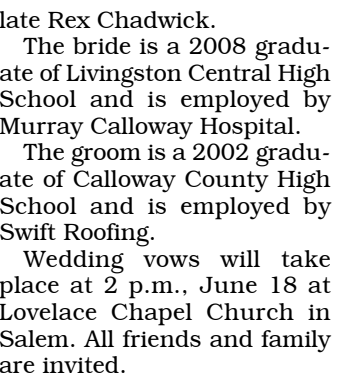 late Rex Chadwick.
The bride is a 2008 gradu-
ate of Livingston Central High
School and is employed by
Murray Calloway Hospital.
The groom is a 2002 gradu-
ate of Calloway County High
School and is employed by
Swift Roofing.
Wedding vows will take
place at 2 p.m., June 18 at
Lovelace Chapel Church in
Salem. All friends and family
are invited.